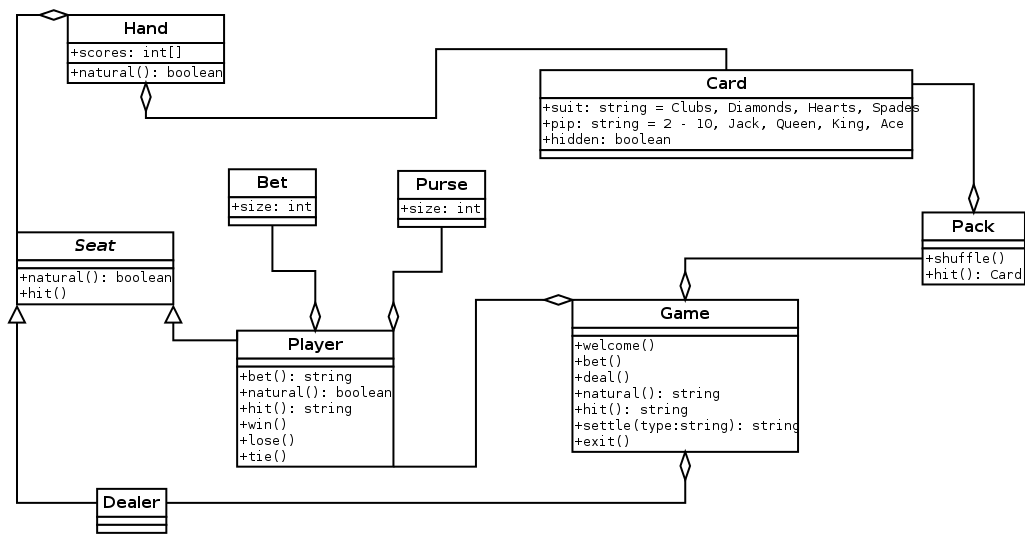 Hand
+scores: int[]
+natural(): boolean
Card
+suit: string = Clubs, Diamonds, Hearts, Spades
+pip: string = 2 - 10, Jack, Queen, King, Ace
+hidden: boolean
Bet
+size: int
Purse
+size: int
Pack
+shuffle()
+hit(): Card
Seat
+natural(): boolean
+hit()
Player
+bet(): string
+natural(): boolean
+hit(): string
+win()
+lose()
+tie()
Game
+welcome()
+bet()
+deal()
+natural(): string
+hit(): string
+settle(type:string): string
+exit()
Dealer